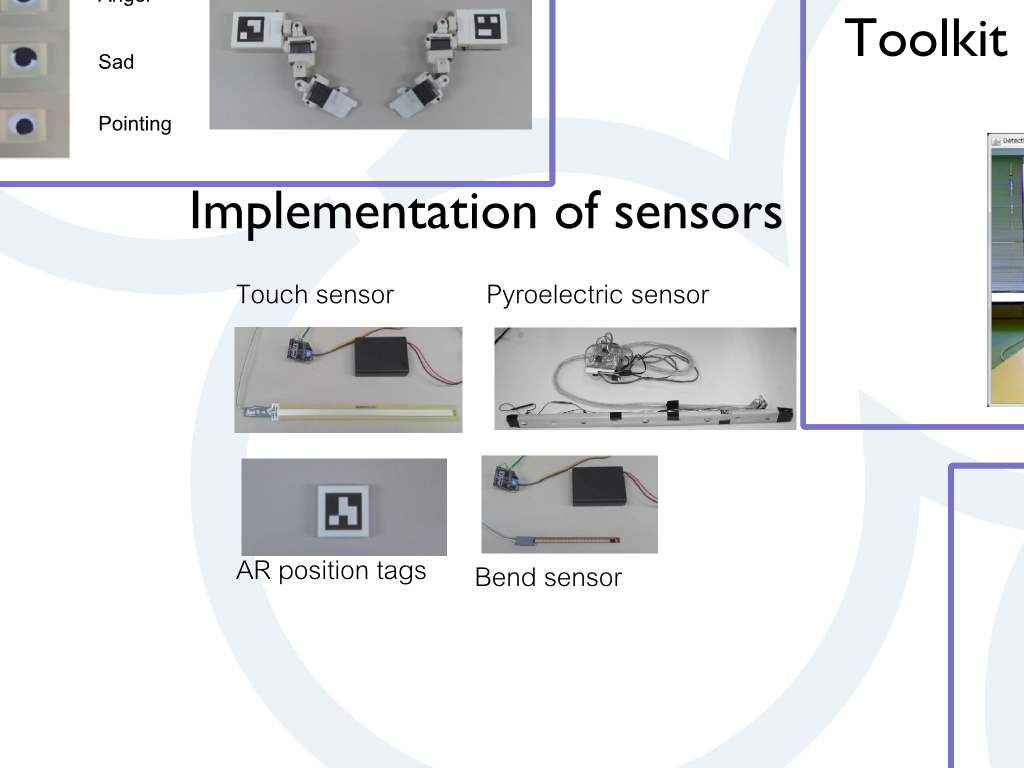 Sad
Pointing
Toolkit
Implementation of sensors
Touch sensor
Pyroelectric sensor
AR position tags
Bend sensor